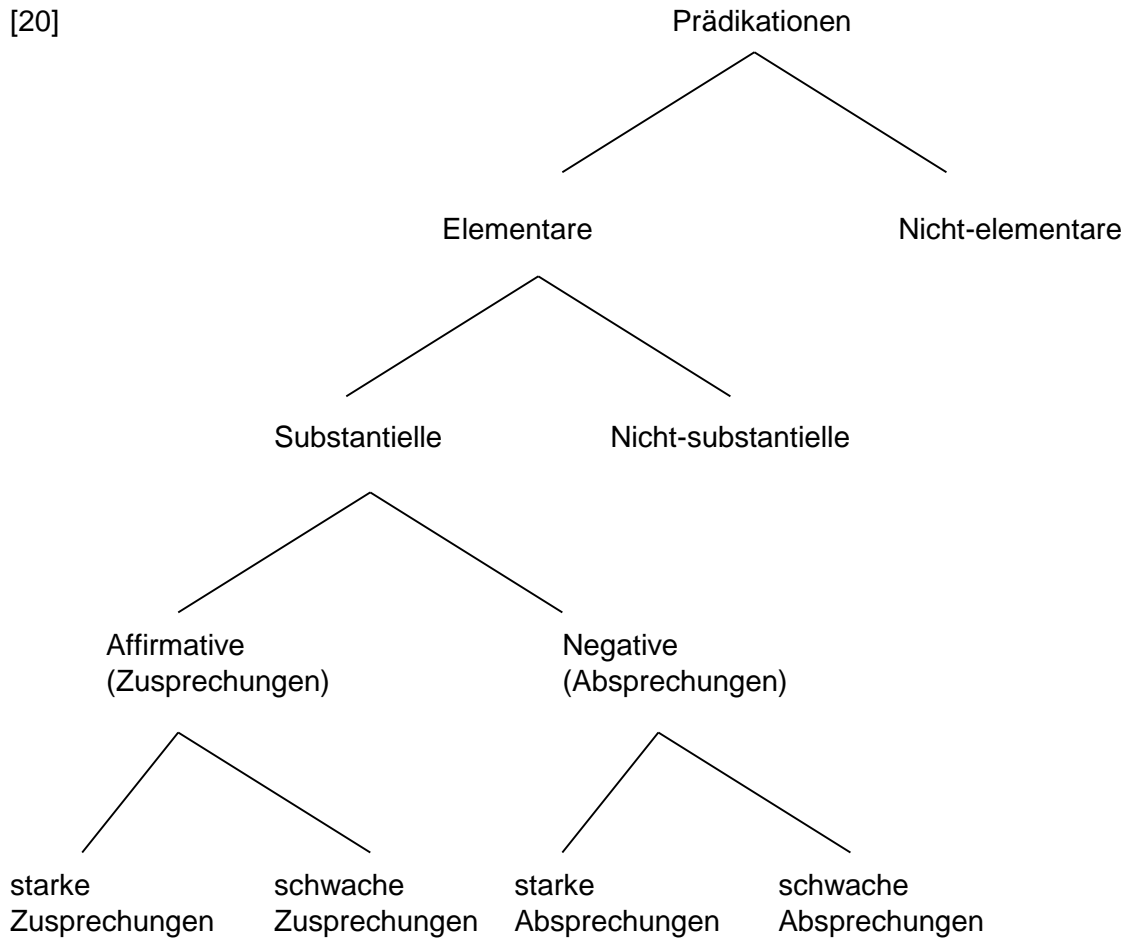 [20]
Prädikationen
Elementare
Nicht-elementare
Substantielle
Nicht-substantielle
Affirmative
(Zusprechungen)
Negative
(Absprechungen)
starke
Zusprechungen
schwache
Zusprechungen
starke
Absprechungen
schwache
Absprechungen